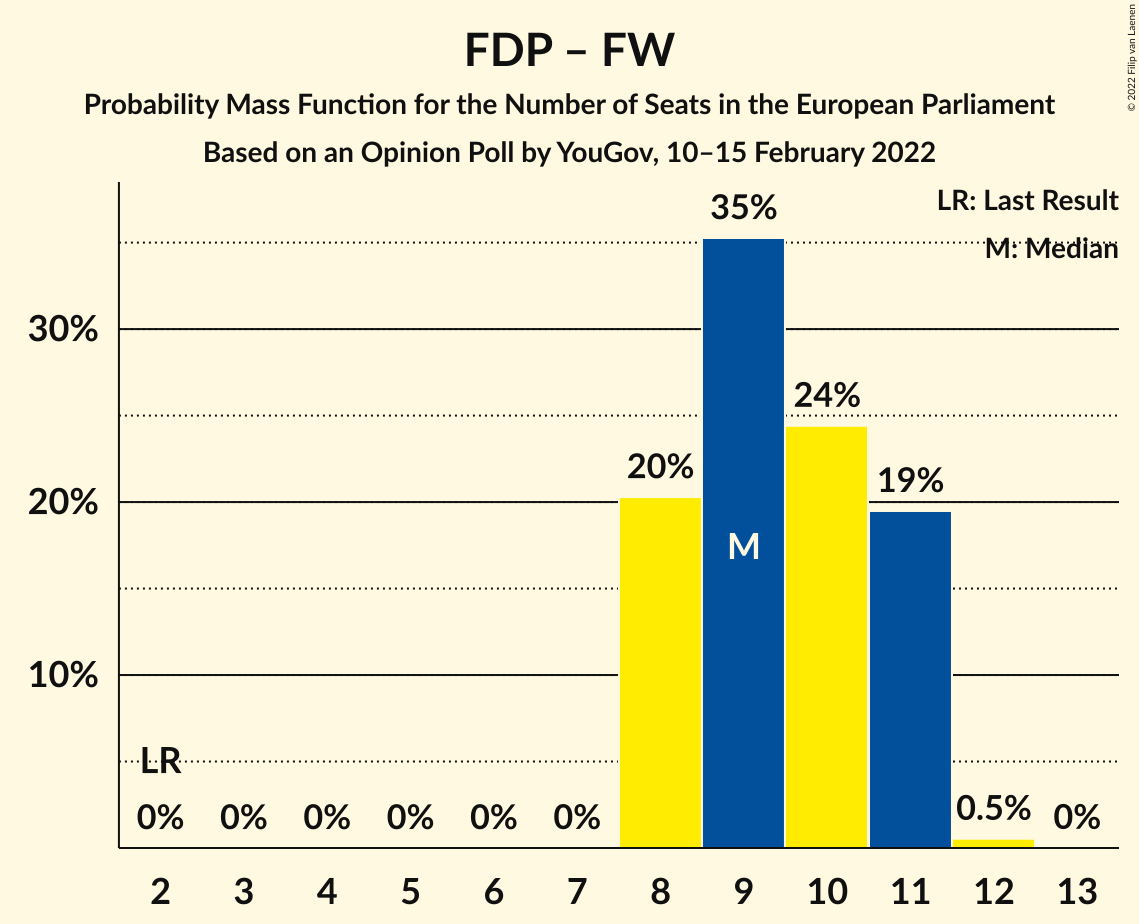 FDP – FW
Probability Mass Function for the Number of Seats in the European Parliament
Based on an Opinion Poll by YouGov, 10–15 February 2022
© 2022 Filip van Laenen
LR: Last Result
M: Median
35%
30%
24%
20%
19%
20%
M
10%
LR
0% 0% 0% 0% 0% 0% 0.5% 0%
2 3 4 5 6 7 8 9 10 11 12 13